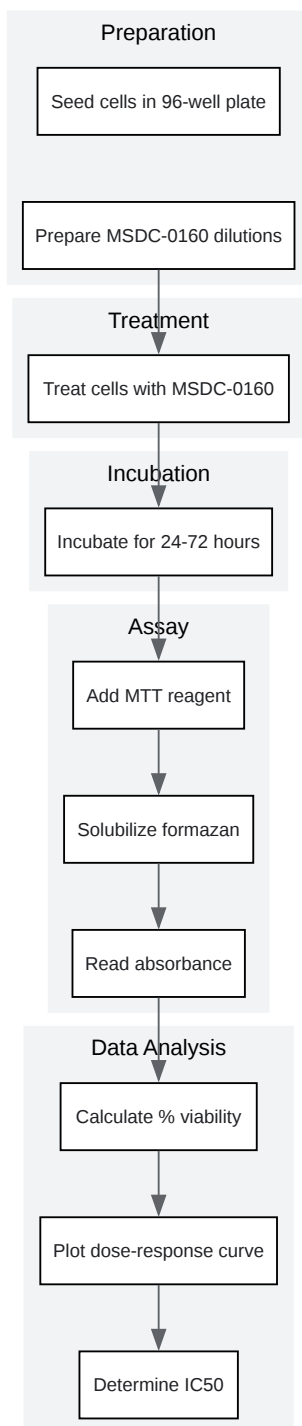 Preparation
Seed cells in 96-well plate
Prepare MSDC-0160 dilutions
Treatment
Treat cells with MSDC-0160
Incubation
Incubate for 24-72 hours
Assay
Add MTT reagent
Solubilize formazan
Read absorbance
Data Analysis
Calculate % viability
Plot dose-response curve
Determine IC50